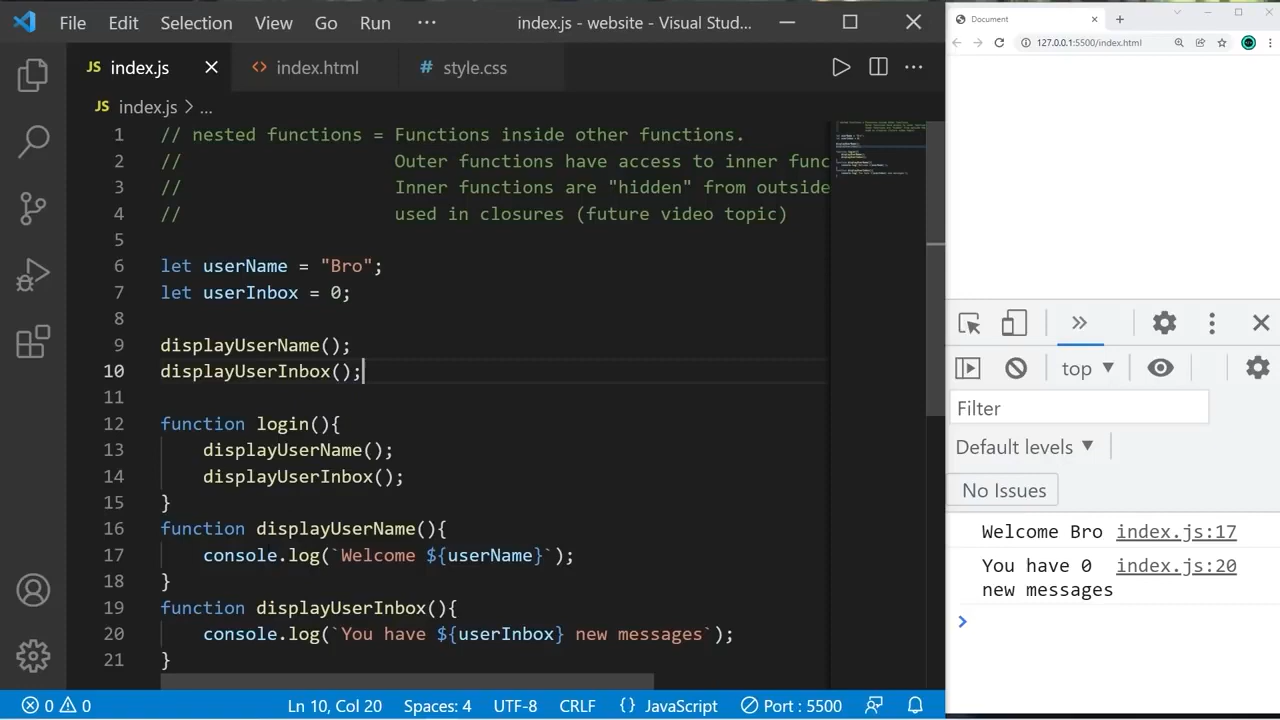 File Edit Selection View Go Run ··· index.js - website - Visual Stud...
JS index.js × <> index.html # style.css
JS index.js > ...
1 // nested functions = Functions inside other functions.
2 // Outer functions have access to inner func
3 // Inner functions are "hidden" from outside
4 // used in closures (future video topic)
5
6 let userName = "Bro";
7 let userInbox = 0;
8
9 displayUserName();
10 displayUserInbox();
11
12 function login(){
13 displayUserName();
14 displayUserInbox();
15 }
16 function displayUserName(){
17 console.log(`Welcome ${userName}`);
18 }
19 function displayUserInbox(){
20 console.log(`You have ${userInbox} new messages`);
21 }
0 0 Ln 10, Col 20 Spaces: 4 UTF-8 CRLF {} JavaScript Port : 5500
Document
127.0.0.1:5500/index.html
top
Filter
Default levels
No Issues
Welcome Bro index.js:17
You have 0 index.js:20
new messages